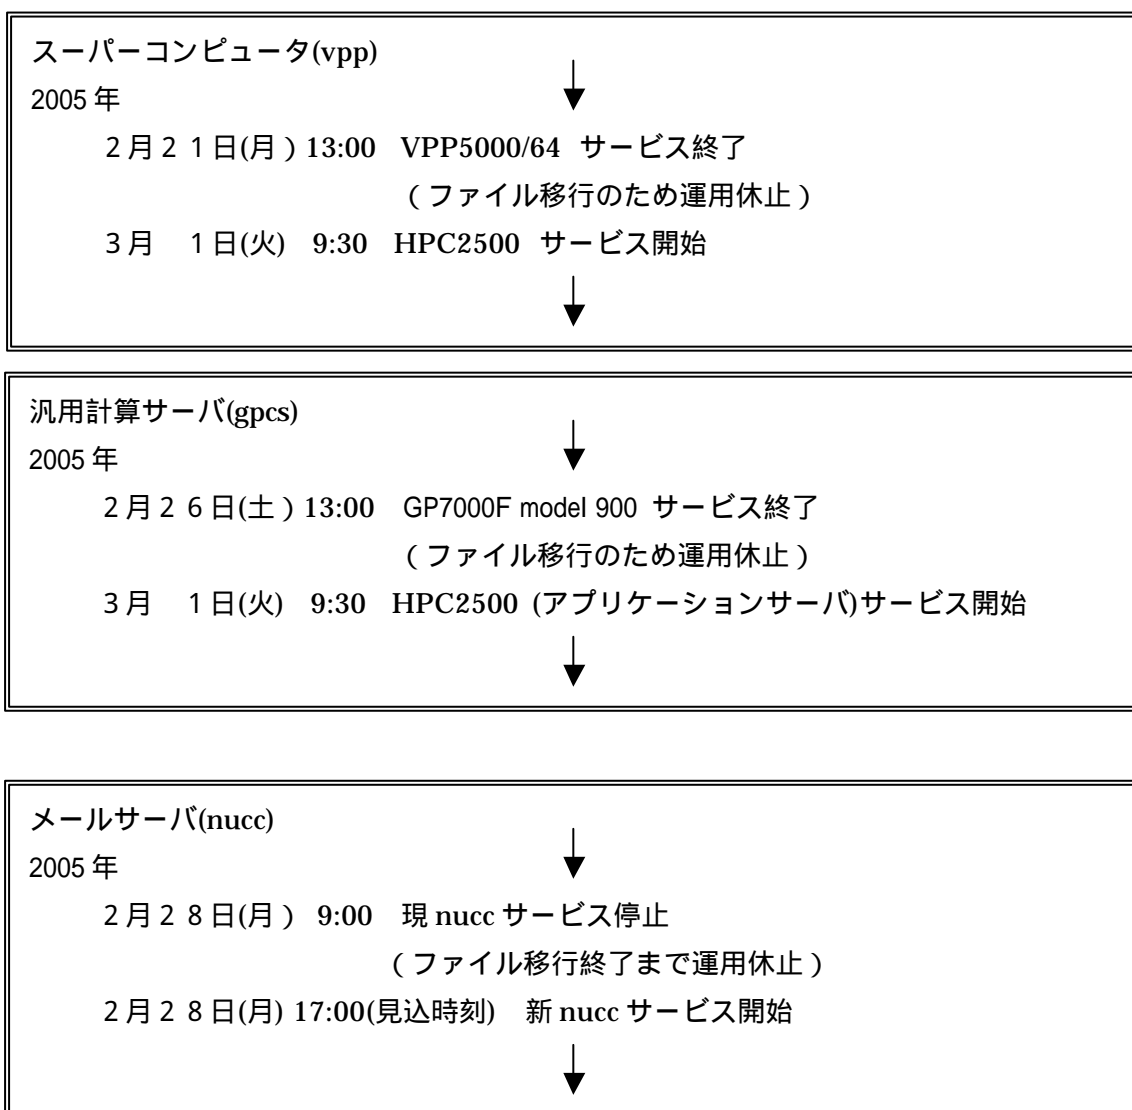 スーパーコンピュータ(vpp)
2005 年
2月２１日(月）13:00 VPP5000/64 サービス終了
（ファイル移行のため運用休止）
3月 1日(火) 9:30 HPC2500 サービス開始
汎用計算サーバ(gpcs)
2005 年
2月２６日(土）13:00 GP7000F model 900 サービス終了
（ファイル移行のため運用休止）
3月 1日(火) 9:30 HPC2500 (アプリケーションサーバ)サービス開始
メールサーバ(nucc)
2005 年
2月２８日(月） 9:00 現 nucc サービス停止
（ファイル移行終了まで運用休止）
2月２８日(月) 17:00(見込時刻) 新 nucc サービス開始